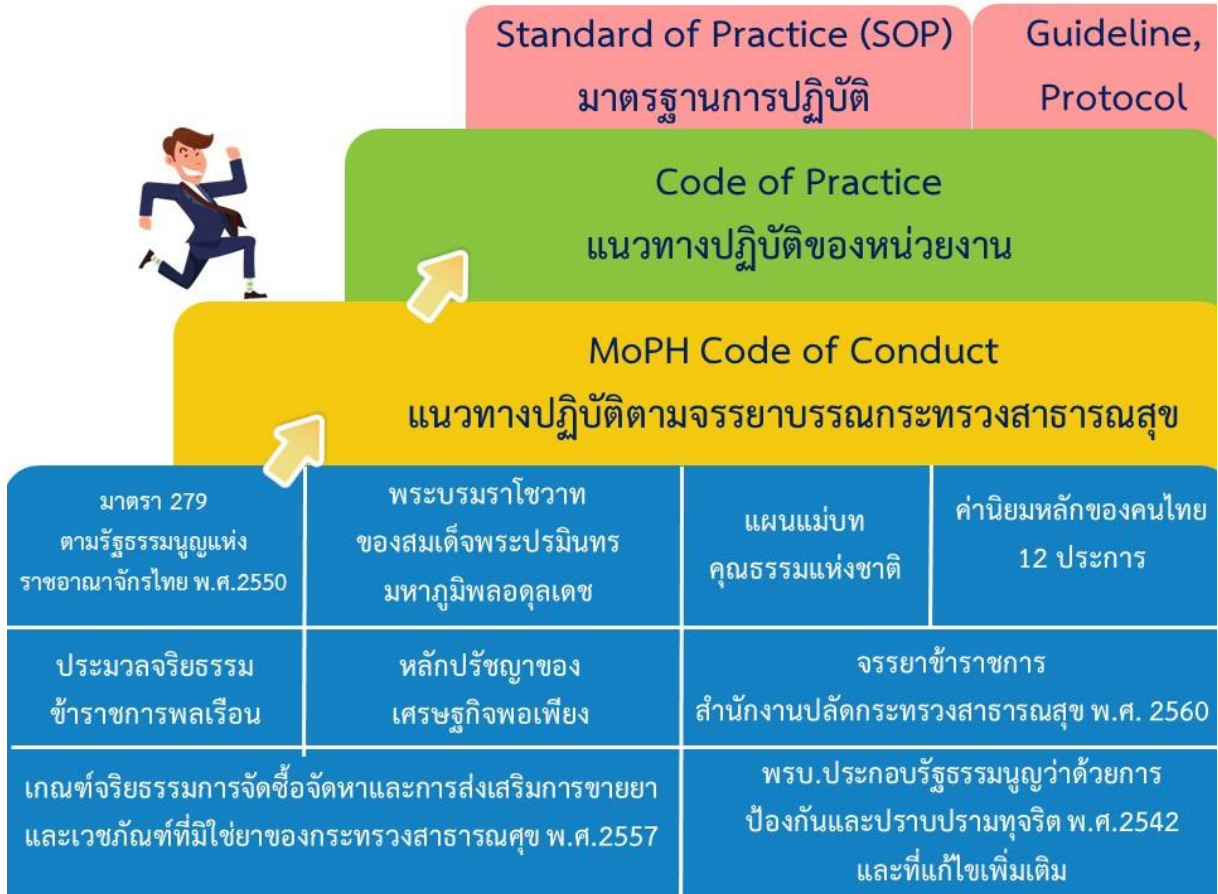 Standard of Practice (SOP)
มาตรฐานการปฏิบัติ
Guideline,
Protocol
Code of Practice
แนวทางปฏิบัติของหน่วยงาน
MoPH Code of Conduct
แนวทางปฏิบัติตามจรรยาบรรณกระทรวงสาธารณสุข
มาตรา 279
ตามรัฐธรรมนูญแห่ง
ราชอาณาจักรไทย พ.ศ.2550
พระบรมราโชวาท
ของสมเด็จพระปรมินทร
มหาภูมิพลอดุลเดช
แผนแม่บท
คุณธรรมแห่งชาติ
ค่านิยมหลักของคนไทย
12 ประการ
ประมวลจริยธรรม
ข้าราชการพลเรือน
หลักปรัชญาของ
เศรษฐกิจพอเพียง
จรรยาข้าราชการ
สำนักงานปลัดกระทรวงสาธารณสุข พ.ศ. 2560
เกณฑ์จริยธรรมการจัดซื้อจัดหาและการส่งเสริมการขายยา
และเวชภัณฑ์ที่มิใช่ยาของกระทรวงสาธารณศุข พ.ศ.2557
พรบ.ประกอบรัฐธรรมนูญว่าด้วยการ
ป้องกันและปราบปรามทุจริต พ.ศ.2542
และที่แก้ไขเพิ่มเติม